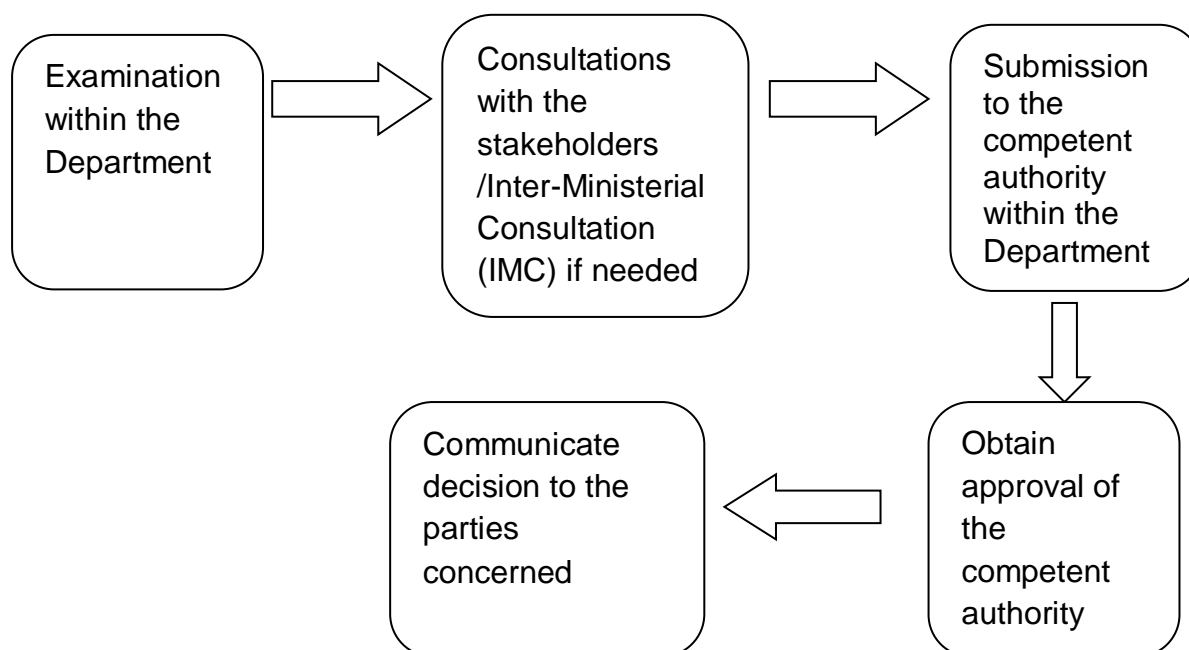 Examination
within the
Department
Consultations
with the
stakeholders
/Inter-Ministerial
Consultation
(IMC) if needed
Submission
to the
competent
authority
within the
Department
Obtain
approval of
the
competent
authority
Communicate
decision to the
parties
concerned